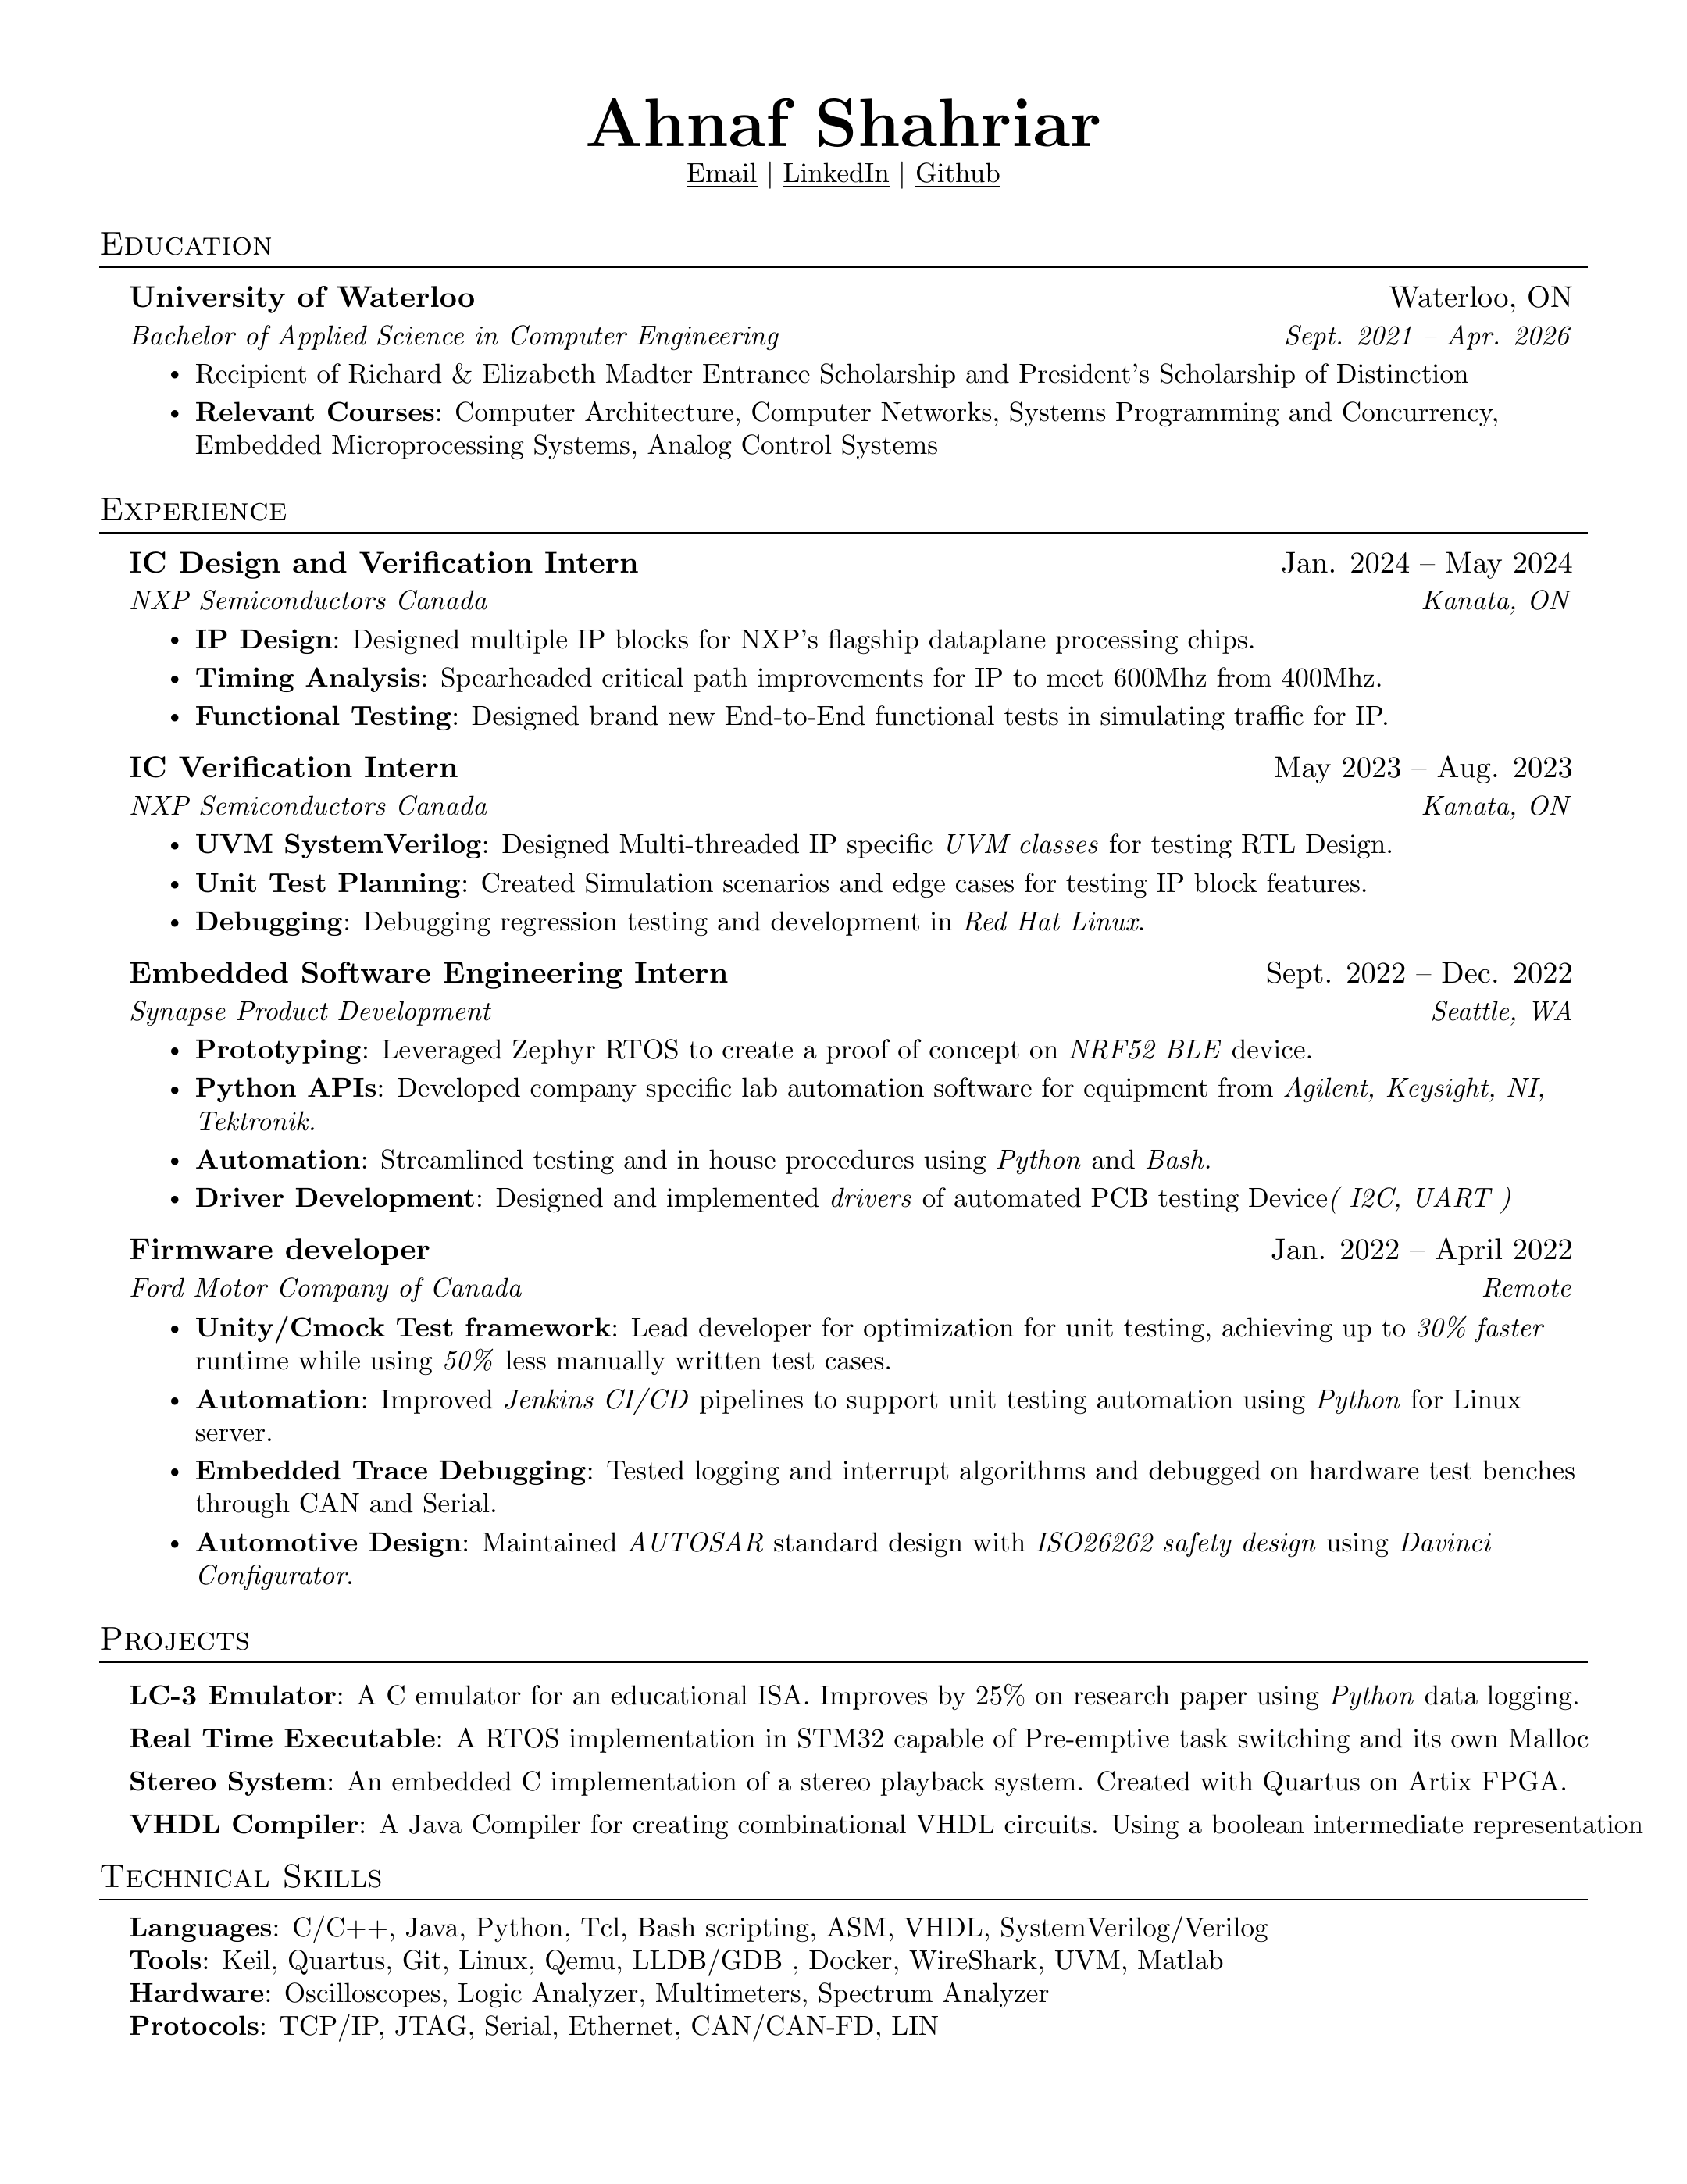 Ahnaf Shahriar
Email | LinkedIn | Github
Education
University of Waterloo Waterloo, ON
Bachelor of Applied Science in Computer Engineering Sept. 2021 – Apr. 2026
• Recipient of Richard & Elizabeth Madter Entrance Scholarship and President's Scholarship of Distinction
• Relevant Courses: Computer Architecture, Computer Networks, Systems Programming and Concurrency,
Embedded Microprocessing Systems, Analog Control Systems
Experience
IC Design and Verification Intern Jan. 2024 – May 2024
NXP Semiconductors Canada Kanata, ON
• IP Design: Designed multiple IP blocks for NXP's flagship dataplane processing chips.
• Timing Analysis: Spearheaded critical path improvements for IP to meet 600Mhz from 400Mhz.
• Functional Testing: Designed brand new End-to-End functional tests in simulating traffic for IP.
IC Verification Intern May 2023 – Aug. 2023
NXP Semiconductors Canada Kanata, ON
• UVM SystemVerilog: Designed Multi-threaded IP specific UVM classes for testing RTL Design.
• Unit Test Planning: Created Simulation scenarios and edge cases for testing IP block features.
• Debugging: Debugging regression testing and development in Red Hat Linux.
Embedded Software Engineering Intern Sept. 2022 – Dec. 2022
Synapse Product Development Seattle, WA
• Prototyping: Leveraged Zephyr RTOS to create a proof of concept on NRF52 BLE device.
• Python APIs: Developed company specific lab automation software for equipment from Agilent, Keysight, NI,
Tektronik.
• Automation: Streamlined testing and in house procedures using Python and Bash.
• Driver Development: Designed and implemented drivers of automated PCB testing Device( I2C, UART )
Firmware developer Jan. 2022 – April 2022
Ford Motor Company of Canada Remote
• Unity/Cmock Test framework: Lead developer for optimization for unit testing, achieving up to 30% faster
runtime while using 50% less manually written test cases.
• Automation: Improved Jenkins CI/CD pipelines to support unit testing automation using Python for Linux
server.
• Embedded Trace Debugging: Tested logging and interrupt algorithms and debugged on hardware test benches
through CAN and Serial.
• Automotive Design: Maintained AUTOSAR standard design with ISO26262 safety design using Davinci
Configurator.
Projects
LC-3 Emulator: A C emulator for an educational ISA. Improves by 25% on research paper using Python data logging.
Real Time Executable: A RTOS implementation in STM32 capable of Pre-emptive task switching and its own Malloc
Stereo System: An embedded C implementation of a stereo playback system. Created with Quartus on Artix FPGA.
VHDL Compiler: A Java Compiler for creating combinational VHDL circuits. Using a boolean intermediate representation
Technical Skills
Languages: C/C++, Java, Python, Tcl, Bash scripting, ASM, VHDL, SystemVerilog/Verilog
Tools: Keil, Quartus, Git, Linux, Qemu, LLDB/GDB , Docker, WireShark, UVM, Matlab
Hardware: Oscilloscopes, Logic Analyzer, Multimeters, Spectrum Analyzer
Protocols: TCP/IP, JTAG, Serial, Ethernet, CAN/CAN-FD, LIN